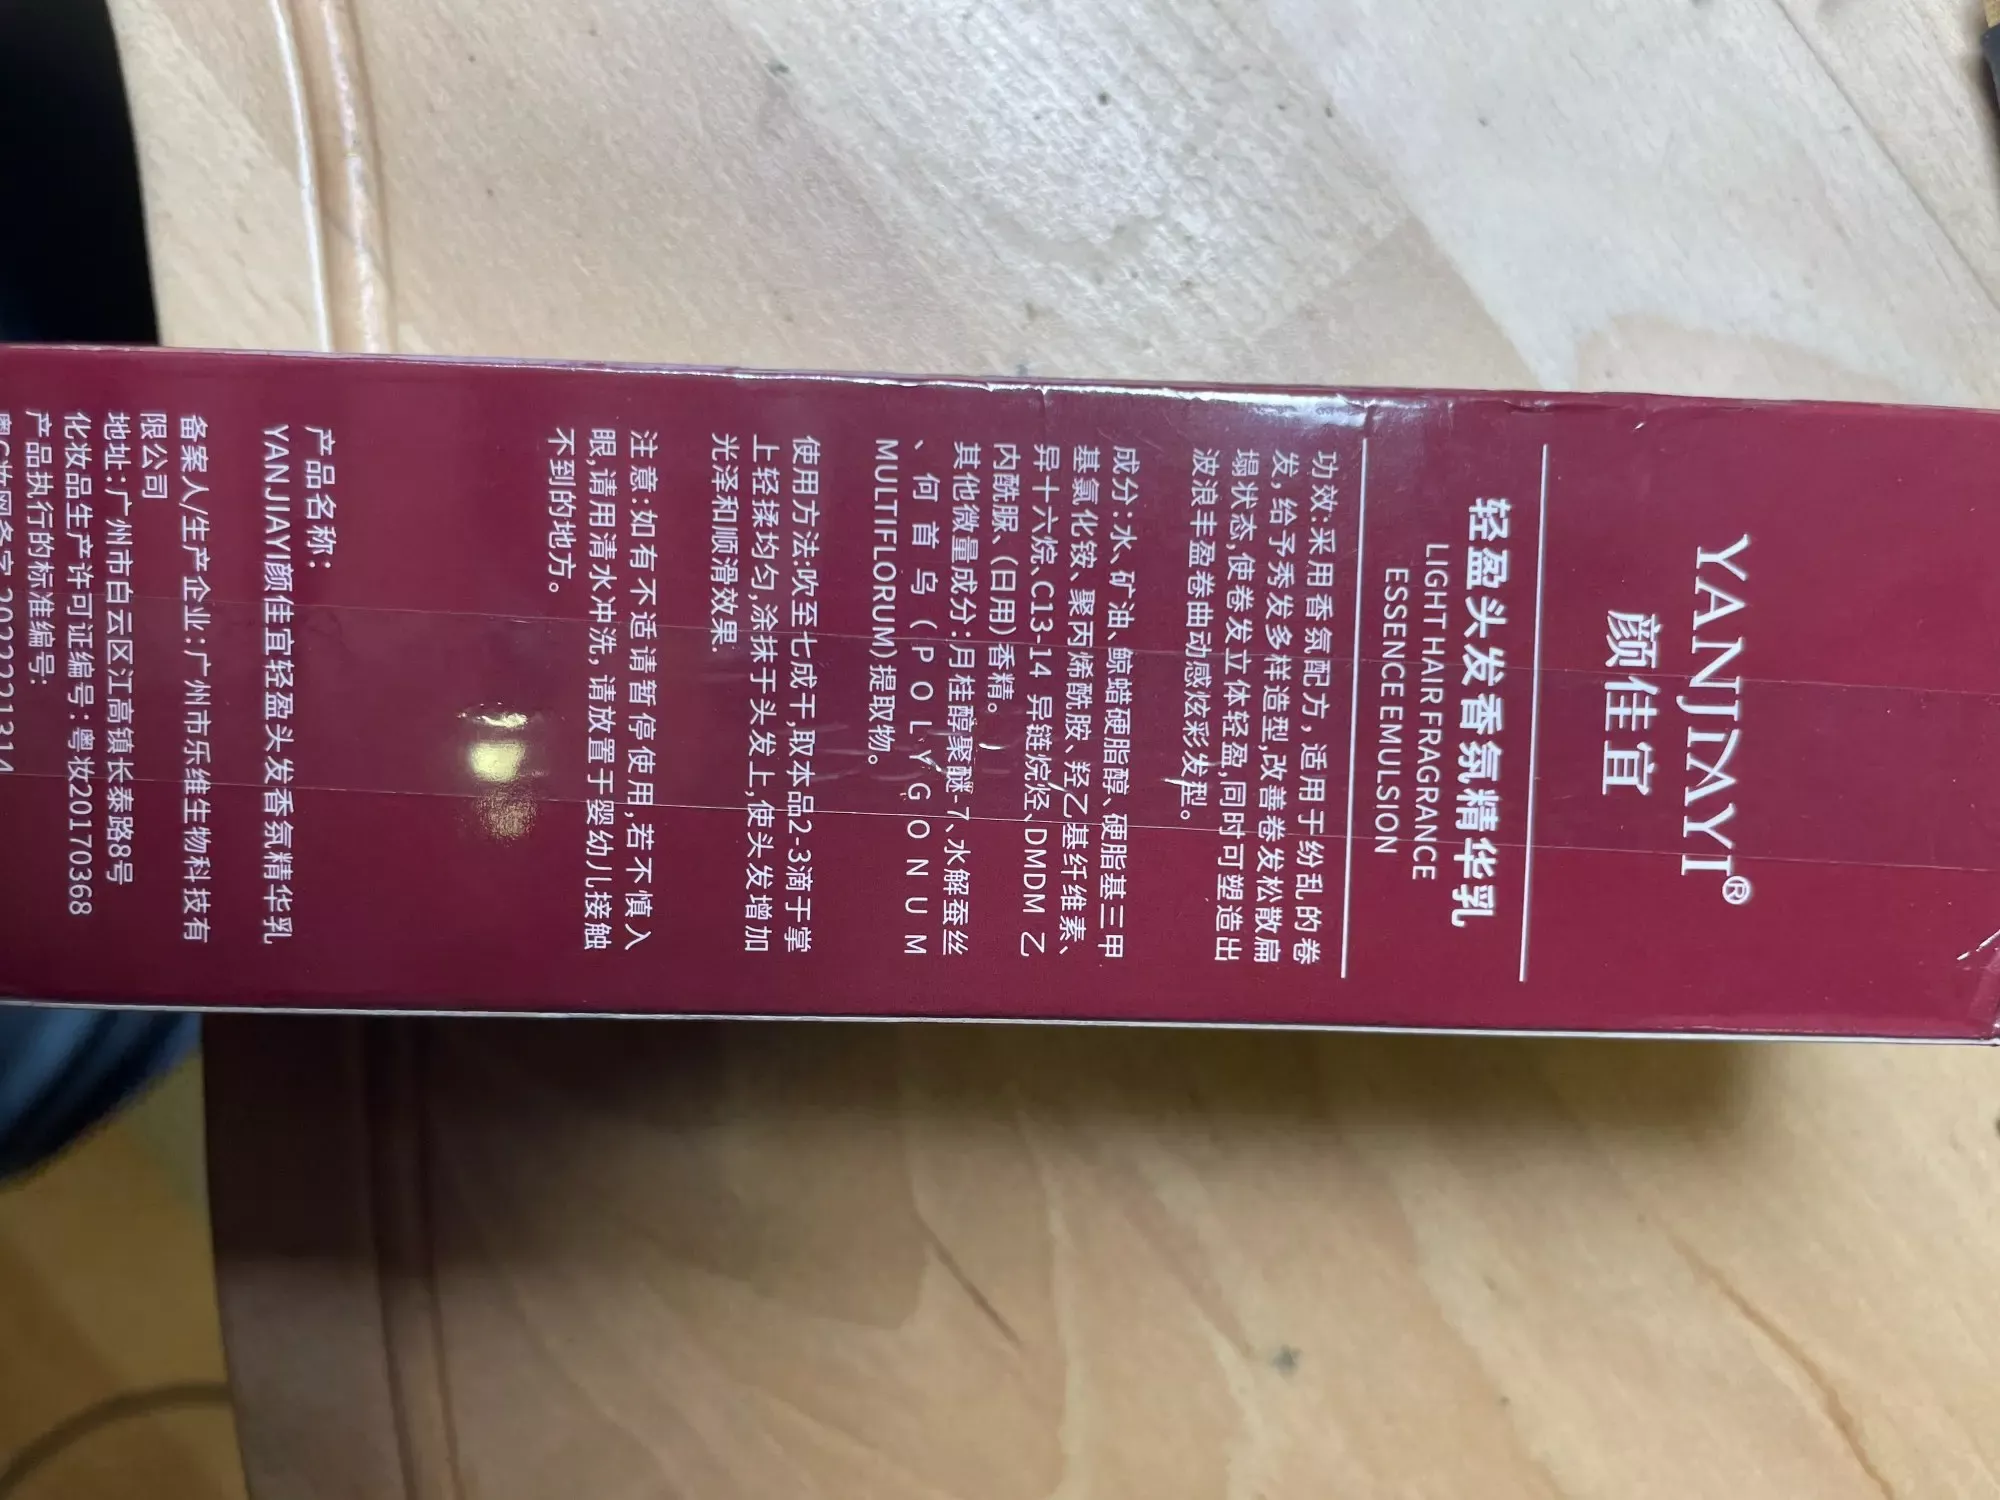 YANJIAYI®
颜佳宜
轻盈头发香氛精华乳
LIGHT HAIR FRAGRANCE
ESSENCE EMULSION
功效:采用香氛配方，适用于纷乱的卷
发,给予秀发多样造型,改善卷发松散扁
塌状态,使卷发立体轻盈,同时可塑造出
波浪丰盈卷曲动感炫彩发型。
成分:水、矿油、鲸蜡硬脂醇、硬脂基三甲
基氯化铵、聚丙烯酰胺、羟乙基纤维素、
异十六烷、C13-14 异链烷烃、DMDM 乙
内酰脲、(日用)香精。
其他微量成分:月桂醇聚醚-7、水解蚕丝
、何首乌(POLYGONUM
MULTIFLORUM)提取物。
使用方法:吹至七成干,取本品2-3滴于掌
上轻揉均匀,涂抹于头发上,使头发增加
光泽和顺滑效果.
注意:如有不适请暂停使用,若不慎入
眼,请用清水冲洗, 请放置于婴幼儿接触
不到的地方。
产品名称:
YANJIAYI颜佳宜轻盈头发香氛精华乳
备案人/生产企业:广州市乐维生物科技有
限公司
地址:广州市白云区江高镇长泰路8号
化妆品生产许可证编号:粤妆20170368
产品执行的标准编号:
粤G妆网备字2022221314